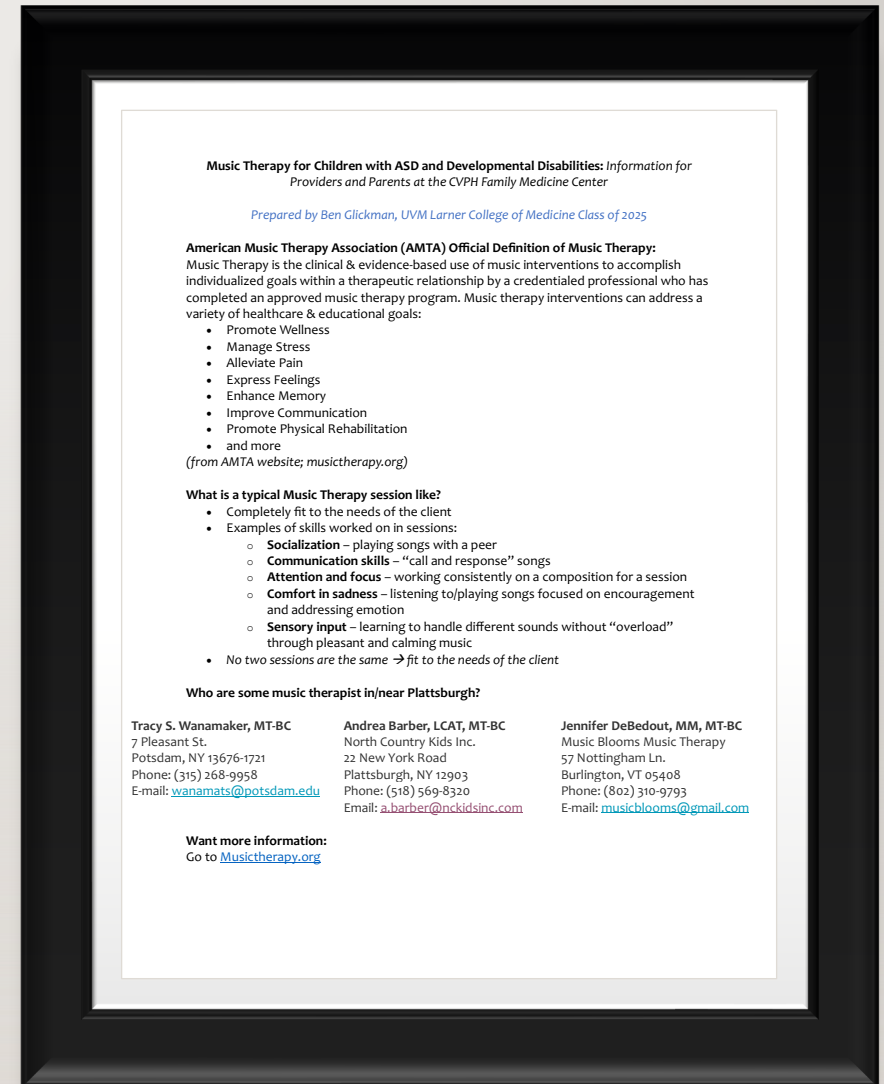 Music Therapy for Children with ASD and Developmental Disabilities: Information for
Providers and Parents at the CVPH Family Medicine Center
Prepared by Ben Glickman, UVM Larner College of Medicine Class of 2025
American Music Therapy Association (AMTA) Official Definition of Music Therapy:
Music Therapy is the clinical & evidence-based use of music interventions to accomplish
individualized goals within a therapeutic relationship by a credentialed professional who has
completed an approved music therapy program. Music therapy interventions can address a
variety of healthcare & educational goals:
• Promote Wellness
• Manage Stress
• Alleviate Pain
• Express Feelings
• Enhance Memory
• Improve Communication
• Promote Physical Rehabilitation
• and more
(from AMTA website; musictherapy.org)
What is a typical Music Therapy session like?
• Completely fit to the needs of the client
• Examples of skills worked on in sessions:
o Socialization – playing songs with a peer
o Communication skills – “call and response” songs
o Attention and focus – working consistently on a composition for a session
o Comfort in sadness – listening to/playing songs focused on encouragement
and addressing emotion
o Sensory input – learning to handle different sounds without “overload”
through pleasant and calming music
• No two sessions are the same → fit to the needs of the client
Who are some music therapist in/near Plattsburgh?
Tracy S. Wanamaker, MT-BC
7 Pleasant St.
Potsdam, NY 13676-1721
Phone: (315) 268-9958
E-mail: wanamats@potsdam.edu
Andrea Barber, LCAT, MT-BC
North Country Kids Inc.
22 New York Road
Plattsburgh, NY 12903
Phone: (518) 569-8320
Email: a.barber@nckidsinc.com
Jennifer DeBedout, MM, MT-BC
Music Blooms Music Therapy
57 Nottingham Ln.
Burlington, VT 05408
Phone: (802) 310-9793
E-mail: musicblooms@gmail.com
Want more information:
Go to Musictherapy.org